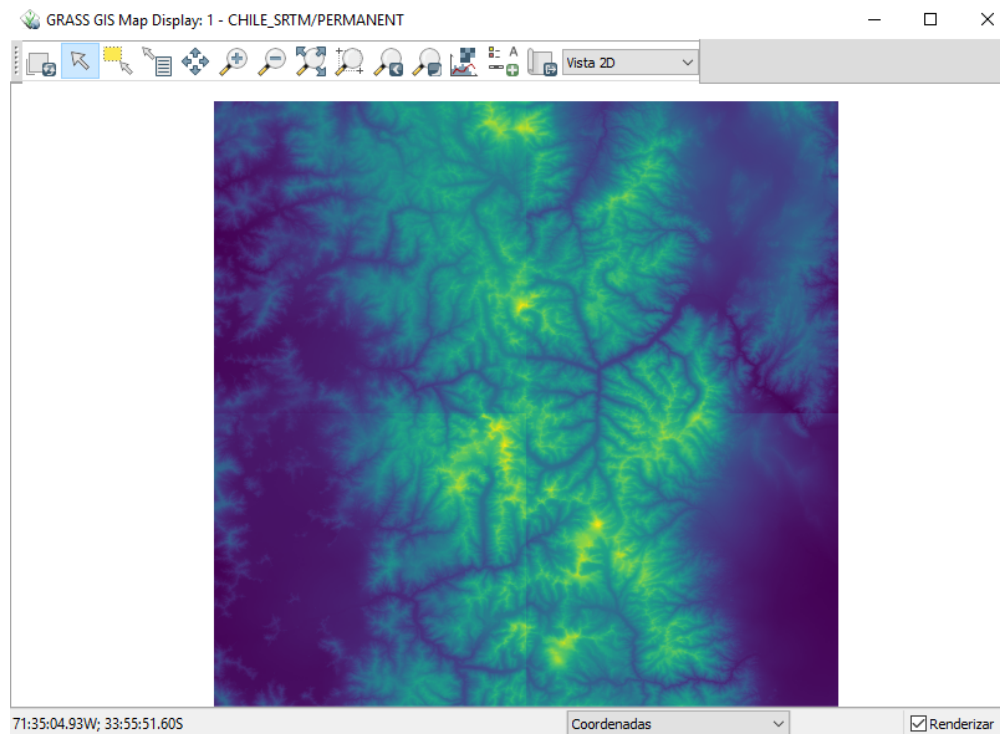 GRASS GIS Map Display: 1 - CHILE_SRTM/PERMANENT
Vista 2D
71:35:04.93W; 33:55:51.60S
Coordenadas
Renderizar